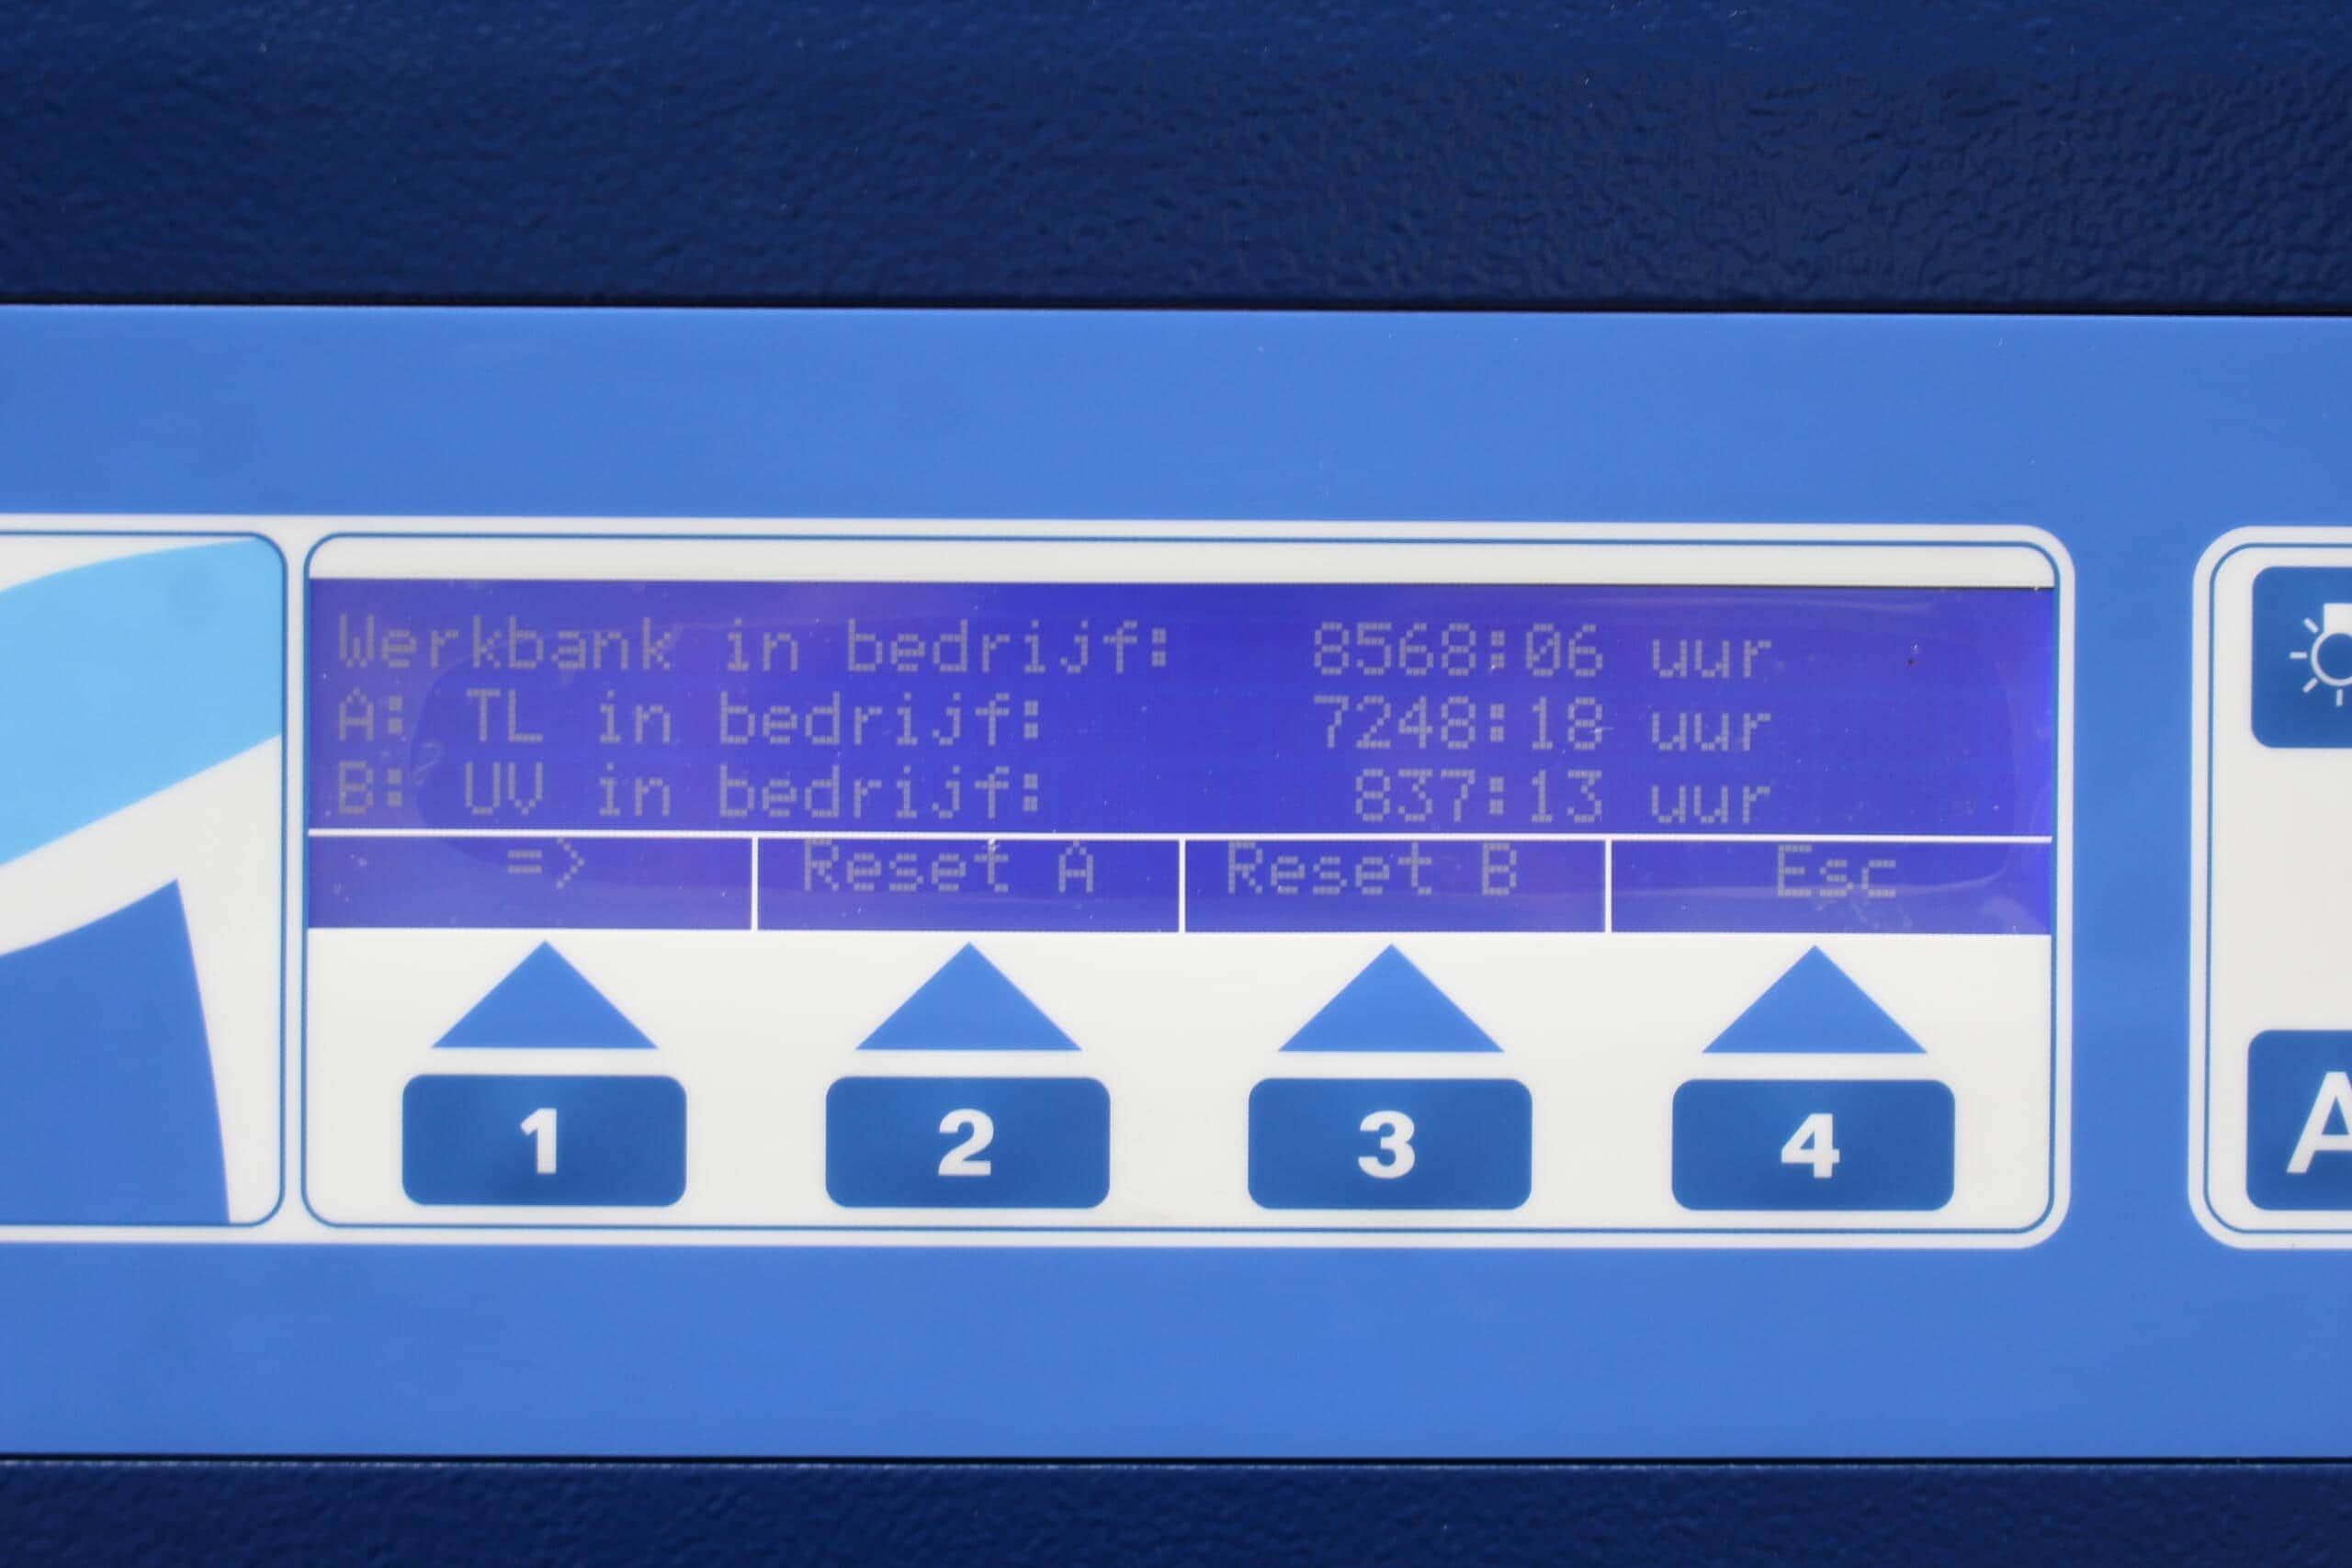 Werkbank in bedrijf: 8568:06 uur
A: TL in bedrijf: 7248:18 uur
B: UV in bedrijf: 837:13 uur
=> Reset A Reset B Esc
1 2 3 4
A